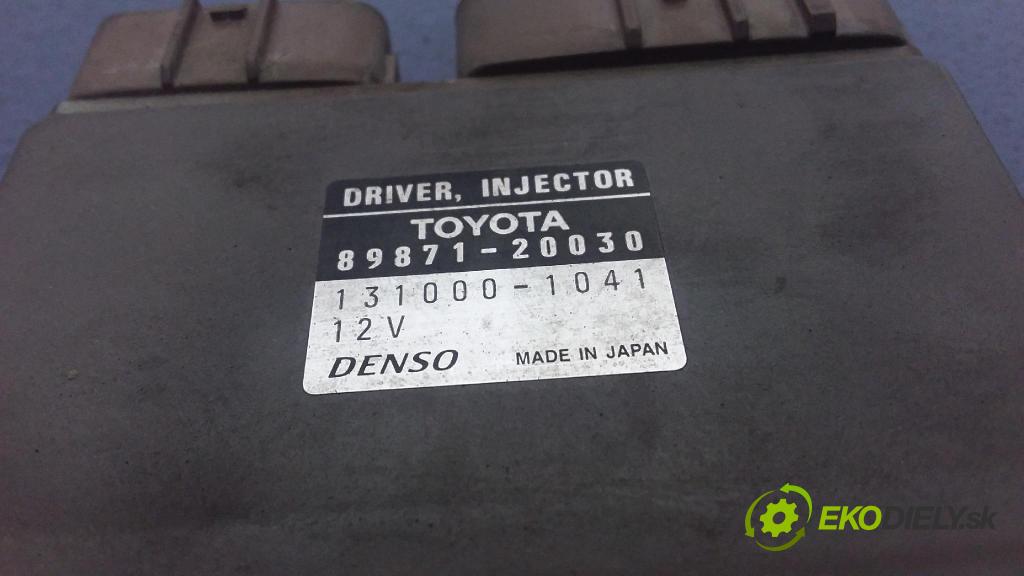 DRIVER, INJECTOR
TOYOTA
89871-20030
131000-1041
12V
DENSO MADE IN JAPAN
EKODIELY.sk